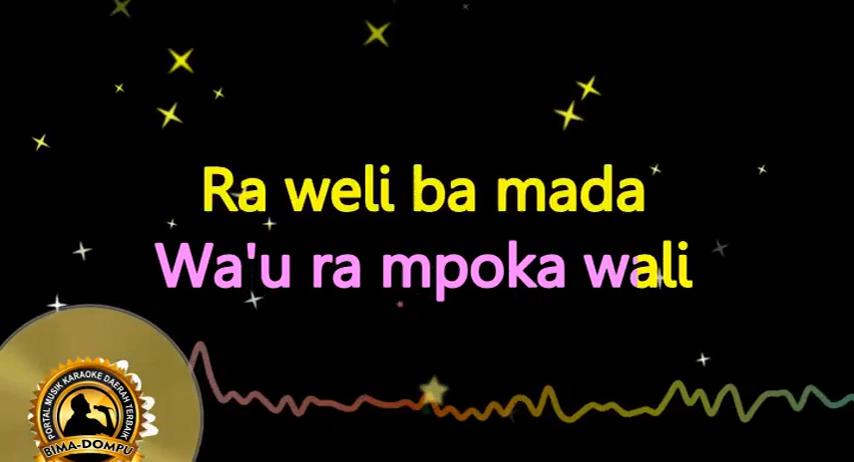 Ra weli ba mada
Wa'u ra mpoka wali
PORTAL MUSIK KARAOKE DAERAH TERBAIK
BIMA-DOMPU